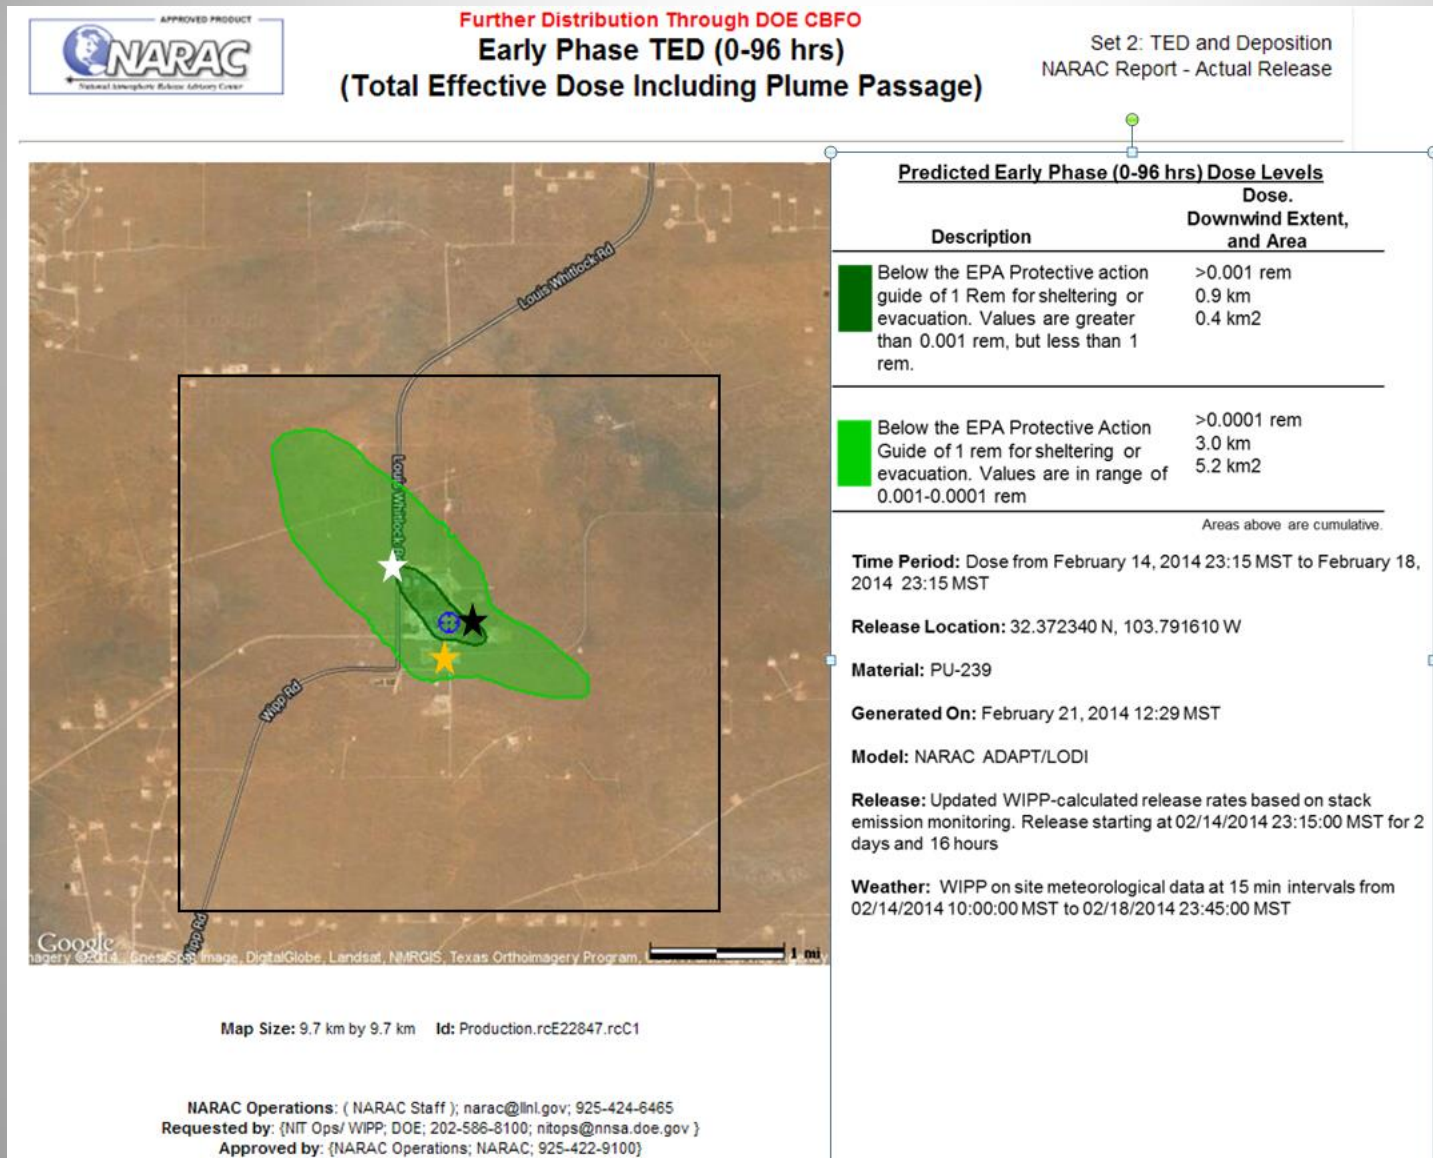 APPROVED PRODUCT
NARAC
National Atmospheric Release Advisory Center
Further Distribution Through DOE CBFO
Early Phase TED (0-96 hrs)
(Total Effective Dose Including Plume Passage)
Set 2: TED and Deposition
NARAC Report - Actual Release
Louis Whitlock Rd
Louis Whitlock R
Wipp Rd
Wipp Rd
Google
1 mi
Image, DigitalGlobe, Landsat, NMRGIS, Texas Orthoimagery Program,
Predicted Early Phase (0-96 hrs) Dose Levels
Description
Dose.
Downwind Extent,
and Area
Below the EPA Protective action
guide of 1 Rem for sheltering or
evacuation. Values are greater
than 0.001 rem, but less than 1
rem.
>0.001 rem
0.9 km
0.4 km2
Below the EPA Protective Action
Guide of 1 rem for sheltering or
evacuation. Values are in range of
0.001-0.0001 rem
>0.0001 rem
3.0 km
5.2 km2
Areas above are cumulative.
Time Period: Dose from February 14, 2014 23:15 MST to February 18,
2014 23:15 MST
Release Location: 32.372340 N, 103.791610 W
Material: PU-239
Generated On: February 21, 2014 12:29 MST
Model: NARAC ADAPT/LODI
Release: Updated WIPP-calculated release rates based on stack
emission monitoring. Release starting at 02/14/2014 23:15:00 MST for 2
days and 16 hours
Weather: WIPP on site meteorological data at 15 min intervals from
02/14/2014 10:00:00 MST to 02/18/2014 23:45:00 MST
Map Size: 9.7 km by 9.7 km Id: Production.rcE22847.rcC1
NARAC Operations: ( NARAC Staff ); narac@llnl.gov; 925-424-6465
Requested by: {NIT Ops/ WIPP; DOE; 202-586-8100; nitops@nnsa.doe.gov }
Approved by: {NARAC Operations; NARAC; 925-422-9100}